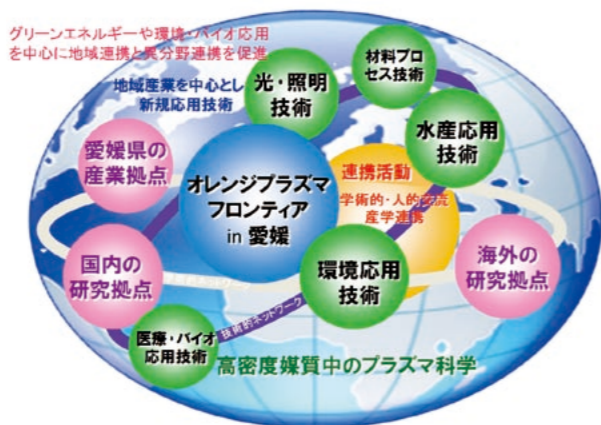 グリーンエネルギーや環境・バイオ応用
を中心に地域連携と異分野連携を促進
地域産業を中心とし
新規応用技術
光・照明
技術
材料プロ
セス技術
水産応用
技術
愛媛県の
産業拠点
オレンジプラズマ
フロンティア
in 愛媛
連携活動
学術的・人的交流
産学連携
国内の
研究拠点
環境応用
技術
海外の
研究拠点
ネットワーク
技術的ネットワーク
医療・バイオ
応用技術
高密度媒質中のプラズマ科学